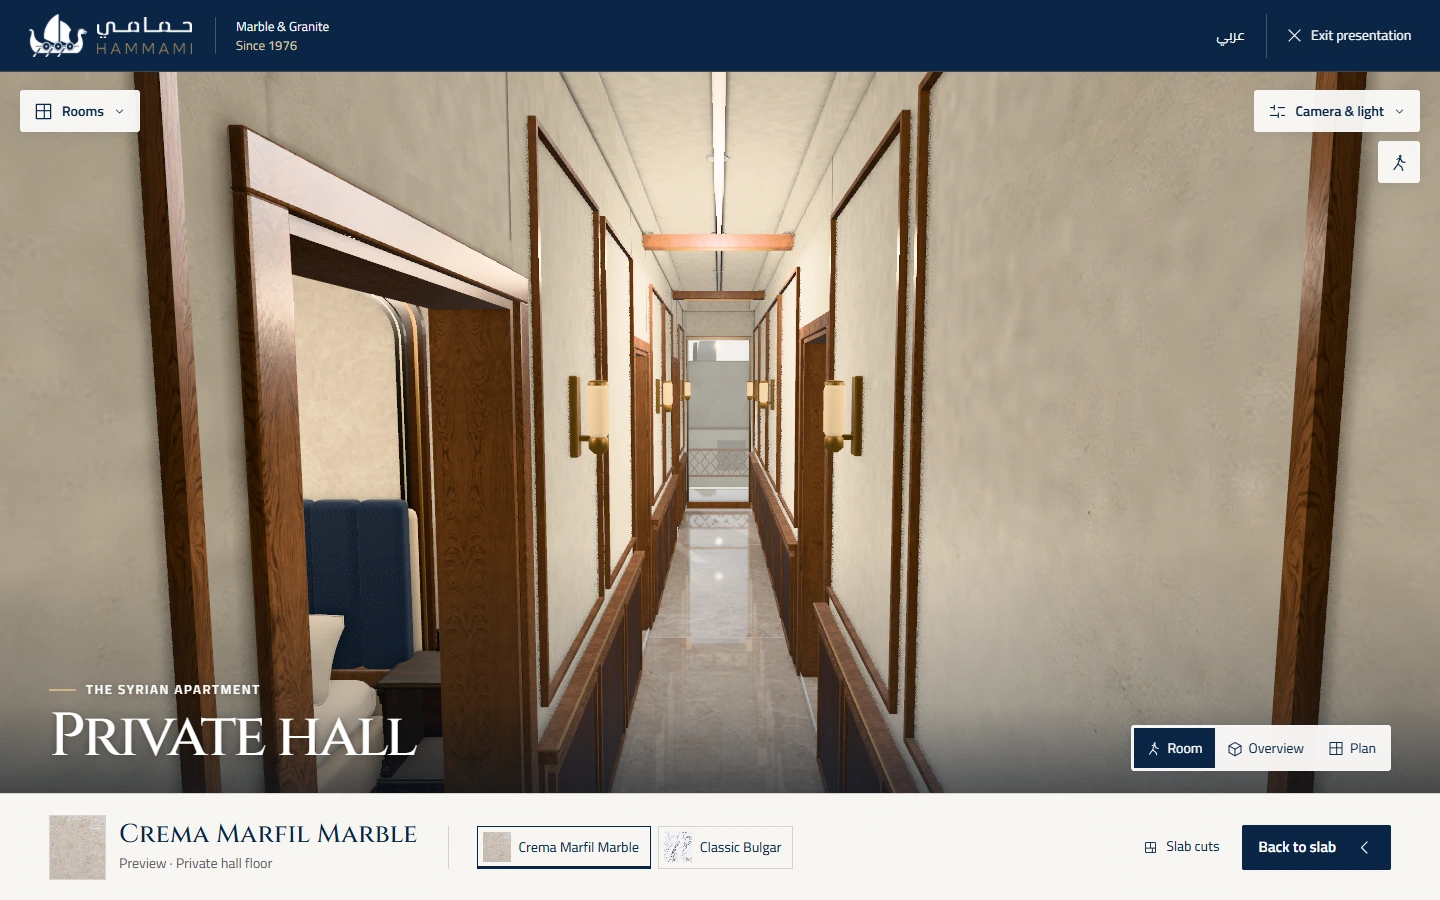 حمامي
HAMMAMI
Marble & Granite
Since 1976
عربي
Exit presentation
Rooms
Camera & light
THE SYRIAN APARTMENT
PRIVATE HALL
Room
Overview
Plan
CREMA MARFIL MARBLE
Preview · Private hall floor
Crema Marfil Marble
Classic Bulgar
Slab cuts
Back to slab